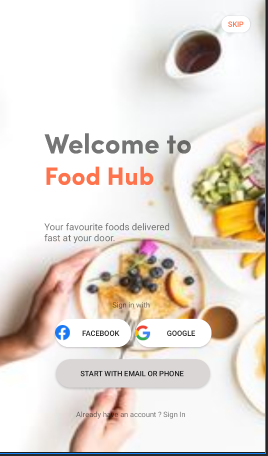 SKIP
Welcome to
Food Hub
Your favourite foods delivered
fast at your door.
Sign in with
FACEBOOK GOOGLE
START WITH EMAIL OR PHONE
Already have an account ? Sign In